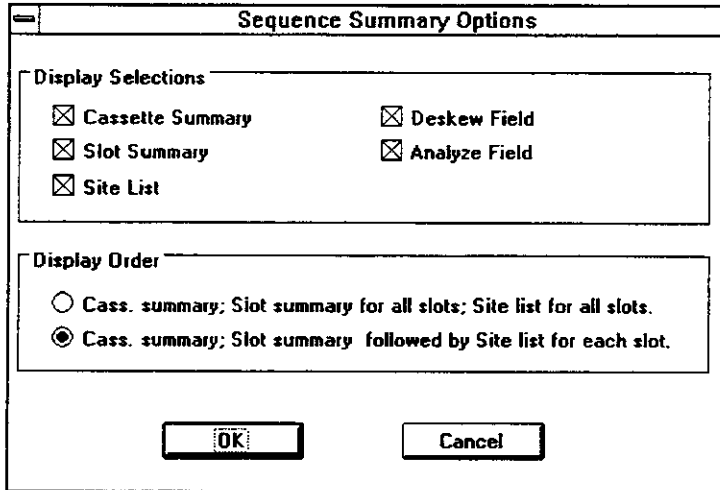 Sequence Summary Options
Display Selections
Cassette Summary
Deskew Field
Slot Summary
Analyze Field
Site List
Display Order
Cass. summary; Slot summary for all slots; Site list for all slots.
Cass. summary; Slot summary followed by Site list for each slot.
OK
Cancel